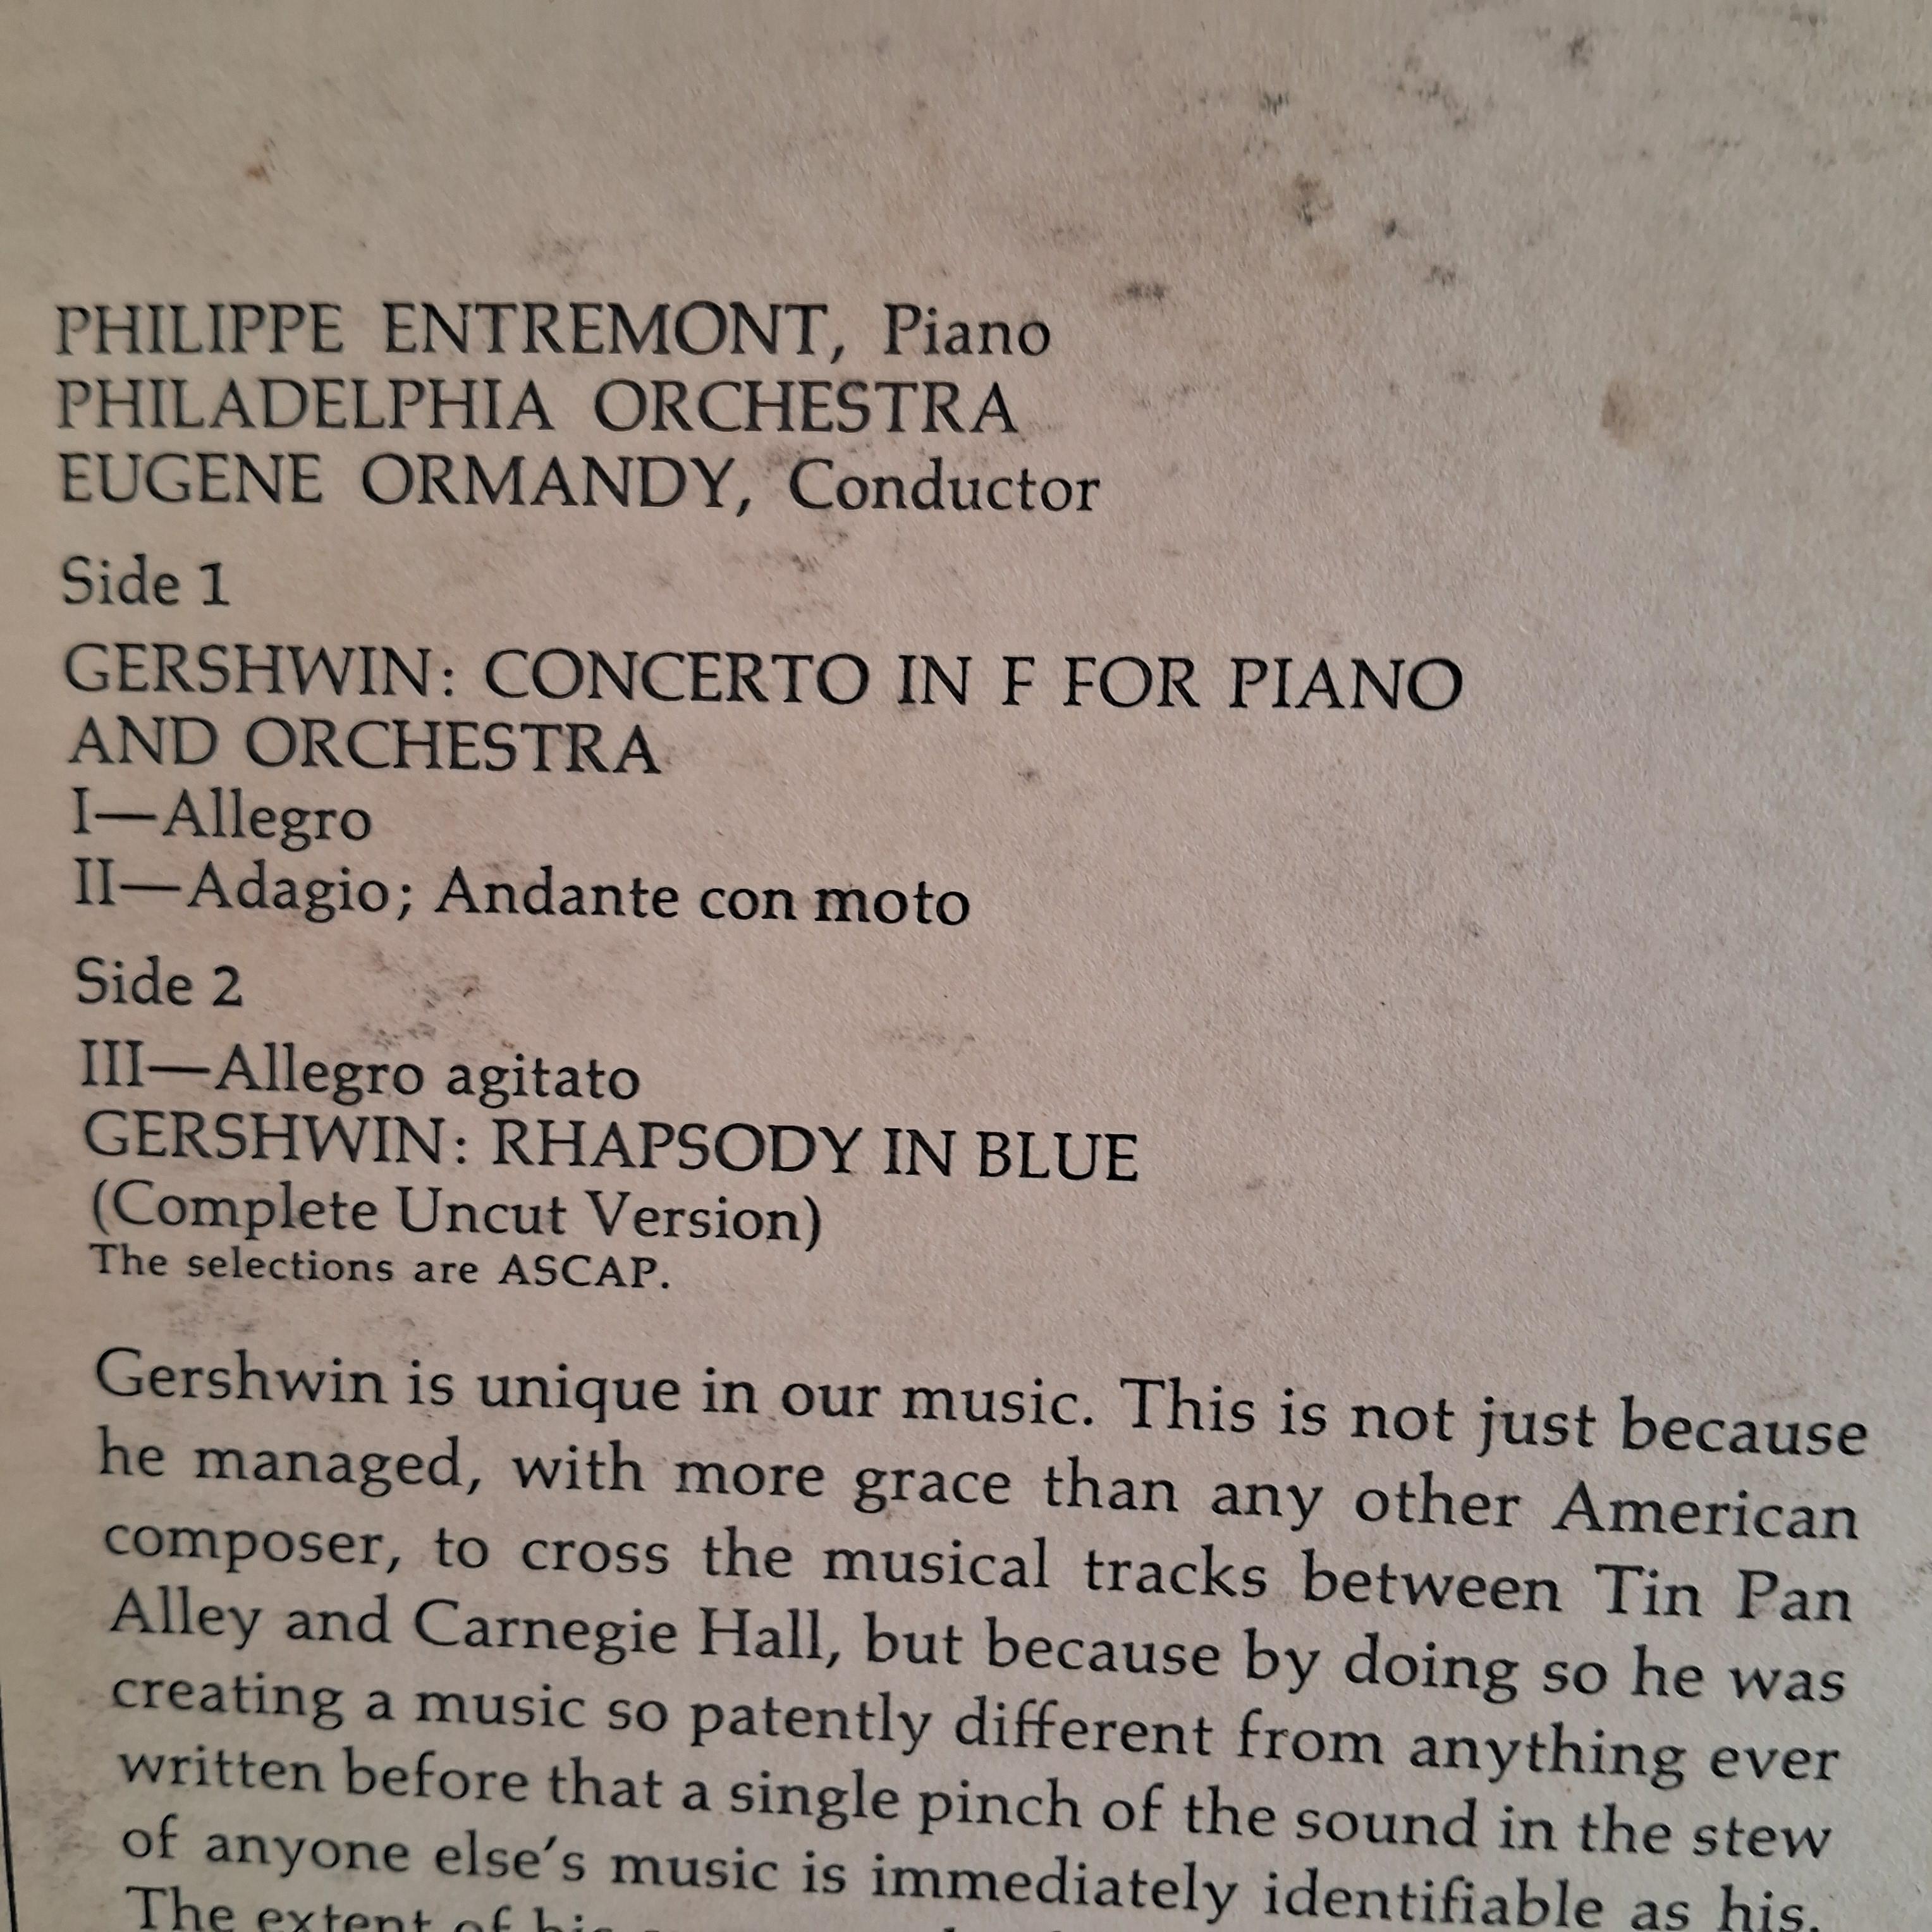 PHILIPPE ENTREMONT, Piano
PHILADELPHIA ORCHESTRA
EUGENE ORMANDY, Conductor
Side 1
GERSHWIN: CONCERTO IN F FOR PIANO
AND ORCHESTRA
I—Allegro
II—Adagio; Andante con moto
Side 2
III—Allegro agitato
GERSHWIN: RHAPSODY IN BLUE
(Complete Uncut Version)
The selections are ASCAP.
Gershwin is unique in our music. This is not just because
he managed, with more grace than any other American
composer, to cross the musical tracks between Tin Pan
Alley and Carnegie Hall, but because by doing so he was
creating a music so patently different from anything ever
written before that a single pinch of the sound in the stew
of anyone else's music is immediately identifiable as his.
The extent of his